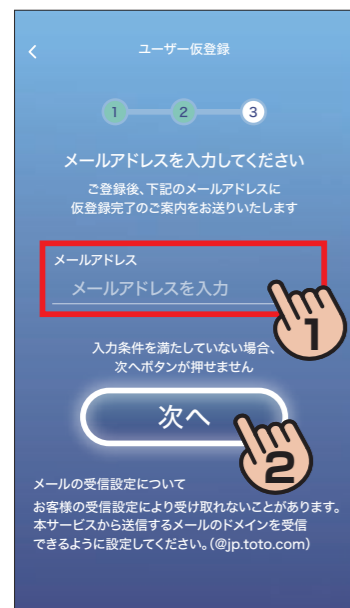 ユーザー仮登録
1 2 3
メールアドレスを入力してください
ご登録後、下記のメールアドレスに
仮登録完了のご案内をお送りいたします
メールアドレス
メールアドレスを入力
1
入力条件を満たしていない場合、
次へボタンが押せません
次へ
2
メールの受信設定について
お客様の受信設定により受け取れないことがあります。
本サービスから送信するメールのドメインを受信
できるように設定してください。(@jp.toto.com)